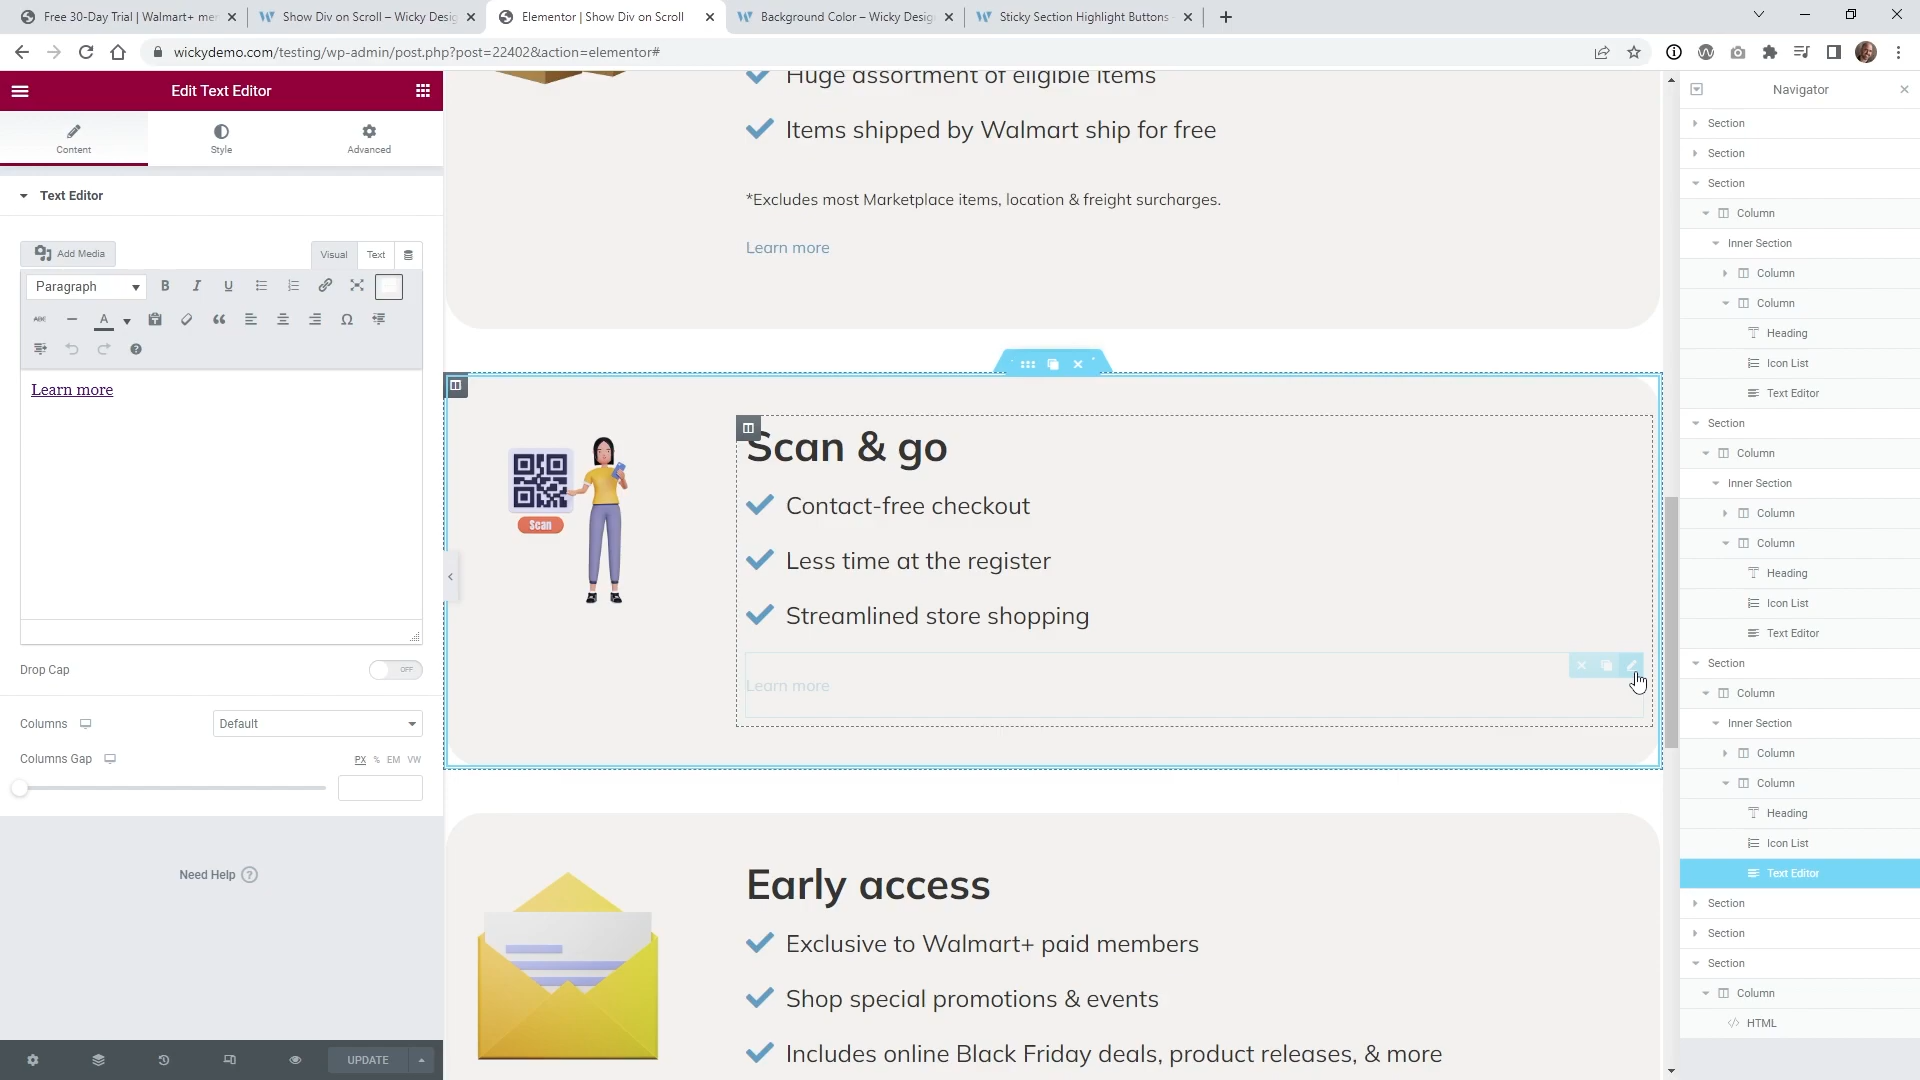 Free 30-Day Trial | Walmart+ mem
Show Div on Scroll – Wicky Desig
Elementor | Show Div on Scroll
Background Color – Wicky Desig
Sticky Section Highlight Buttons -
wickydemo.com/testing/wp-admin/post.php?post=22402&action=elementor#
Edit Text Editor
Content
Style
Advanced
Text Editor
Add Media
Visual
Text
Paragraph
B
I
U
ABC
A
Ω
Learn more
Drop Cap
OFF
Columns
Default
Columns Gap
PX
%
EM
VW
Need Help
?
UPDATE
Huge assortment of eligible items
Items shipped by Walmart ship for free
*Excludes most Marketplace items, location & freight surcharges.
Learn more
Scan
Scan & go
Contact-free checkout
Less time at the register
Streamlined store shopping
Learn more
Early access
Exclusive to Walmart+ paid members
Shop special promotions & events
Includes online Black Friday deals, product releases, & more
Navigator
Section
Section
Section
Column
Inner Section
Column
Column
Heading
Icon List
Text Editor
Section
Column
Inner Section
Column
Column
Heading
Icon List
Text Editor
Section
Column
Inner Section
Column
Column
Heading
Icon List
Text Editor
Section
Section
Section
Column
HTML